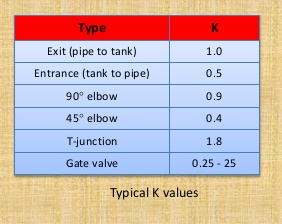 Type K
Exit (pipe to tank) 1.0
Entrance (tank to pipe) 0.5
90° elbow 0.9
45° elbow 0.4
T-junction 1.8
Gate valve 0.25 - 25
Typical K values